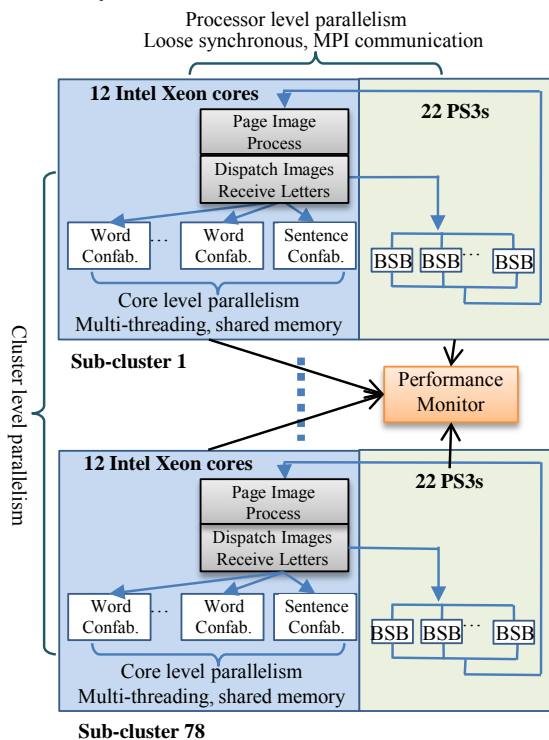 Processor level parallelism
Loose synchronous, MPI communication
12 Intel Xeon cores
22 PS3s
Page Image
Process
Dispatch Images
Receive Letters
Word
Confab.
...
Word
Confab.
Sentence
Confab.
BSB
BSB
...
BSB
Core level parallelism
Multi-threading, shared memory
Sub-cluster 1
Cluster level parallelism
Performance
Monitor
12 Intel Xeon cores
22 PS3s
Page Image
Process
Dispatch Images
Receive Letters
Word
Confab.
...
Word
Confab.
Sentence
Confab.
BSB
BSB
...
BSB
Core level parallelism
Multi-threading, shared memory
Sub-cluster 78